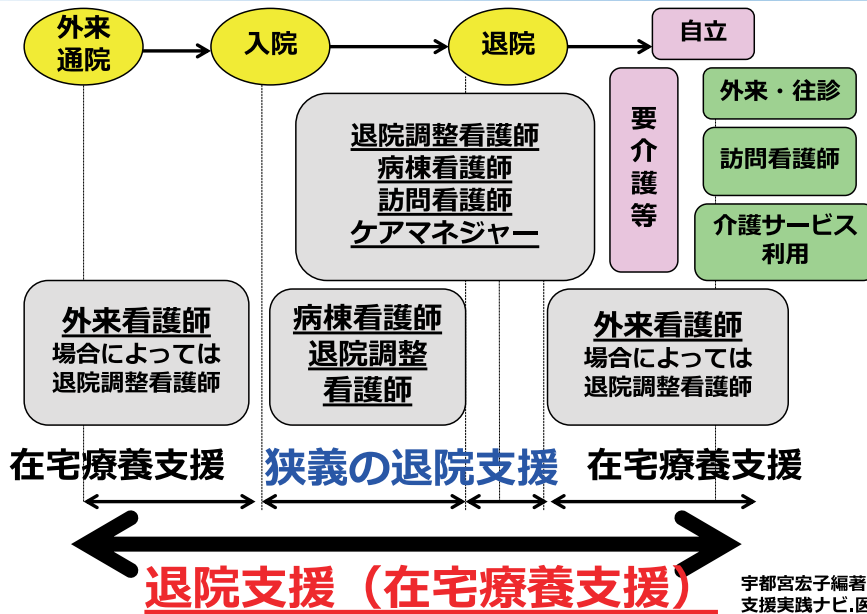 外来
通院
入院
退院
自立
退院調整看護師
病棟看護師
訪問看護師
ケアマネジャー
要介護等
外来・往診
訪問看護師
介護サービス
利用
外来看護師
場合によっては
退院調整看護師
病棟看護師
退院調整
看護師
外来看護師
場合によっては
退院調整看護師
在宅療養支援
狭義の退院支援
在宅療養支援
退院支援（在宅療養支援）
宇都宮宏子編著
支援実践ナビ